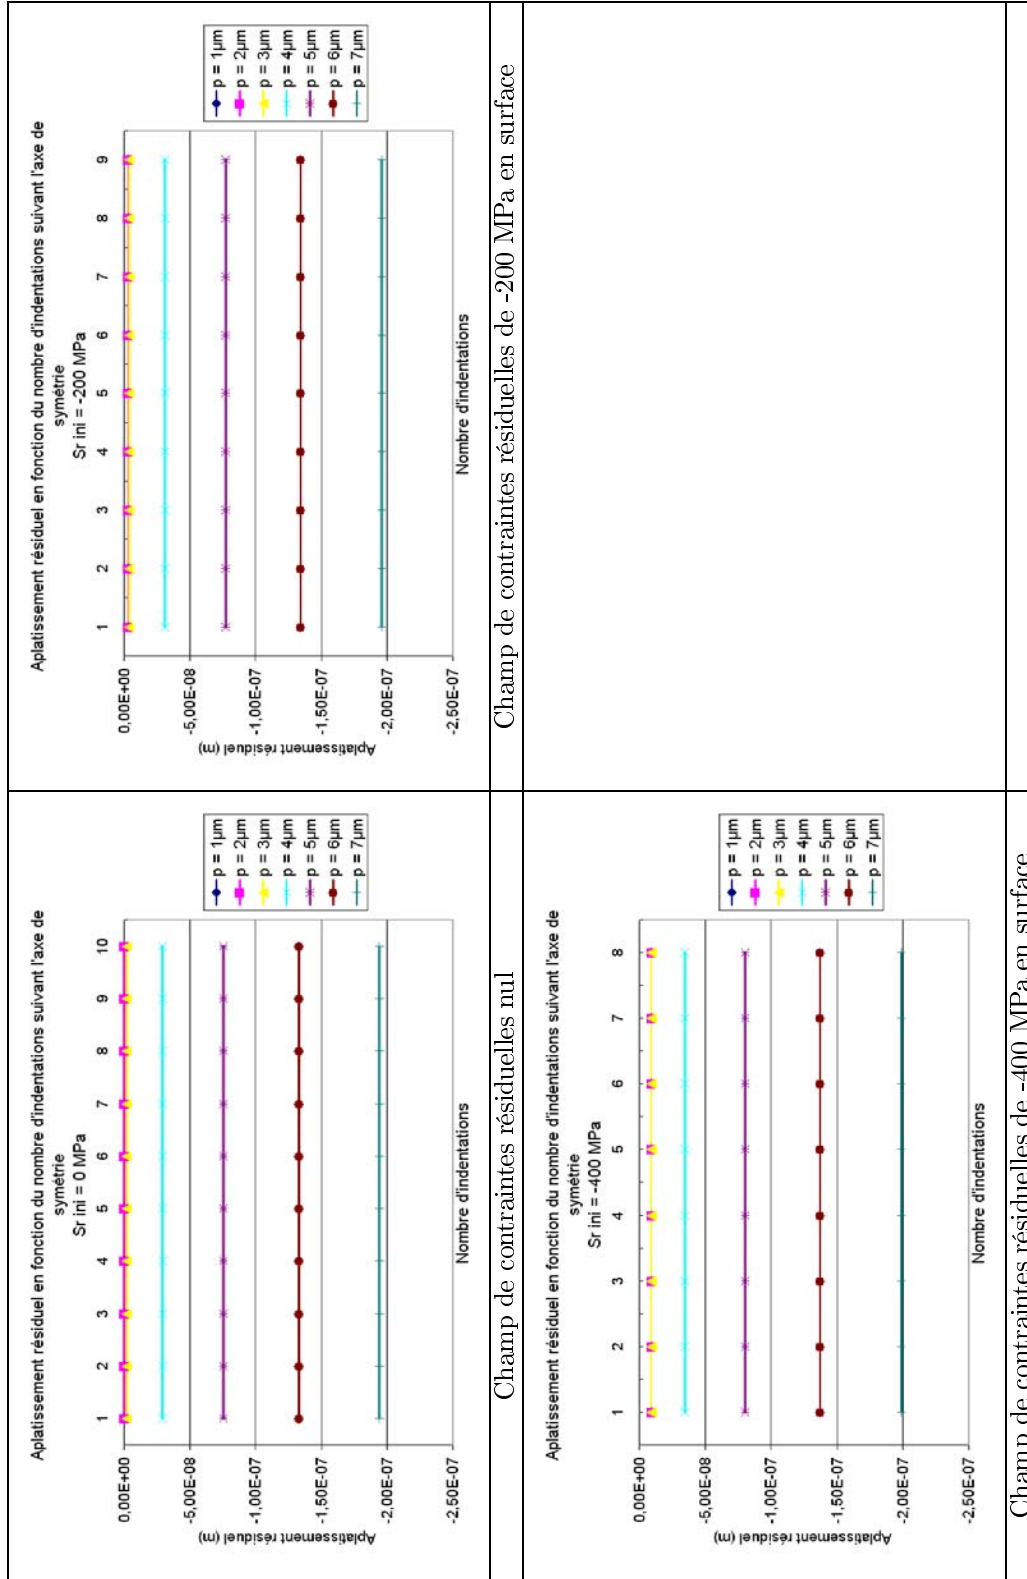 Aplatissement résiduel en fonction du nombre d'indentations suivant l'axe de
symétrie
Sr ini = 0 MPa
1 2 3 4 5 6 7 8 9 10
0,00E+00
-5,00E-08
-1,00E-07
-1,50E-07
-2,00E-07
-2,50E-07
Aplatissement résiduel (m)
Nombre d'indentations
p = 1µm
p = 2µm
p = 3µm
p = 4µm
p = 5µm
p = 6µm
p = 7µm
Champ de contraintes résiduelles nul
Aplatissement résiduel en fonction du nombre d'indentations suivant l'axe de
symétrie
Sr ini = -200 MPa
1 2 3 4 5 6 7 8 9
0,00E+00
-5,00E-08
-1,00E-07
-1,50E-07
-2,00E-07
-2,50E-07
Aplatissement résiduel (m)
Nombre d'indentations
p = 1µm
p = 2µm
p = 3µm
p = 4µm
p = 5µm
p = 6µm
p = 7µm
Champ de contraintes résiduelles de -200 MPa en surface
Aplatissement résiduel en fonction du nombre d'indentations suivant l'axe de
symétrie
Sr ini = -400 MPa
1 2 3 4 5 6 7 8
0,00E+00
-5,00E-08
-1,00E-07
-1,50E-07
-2,00E-07
-2,50E-07
Aplatissement résiduel (m)
Nombre d'indentations
p = 1µm
p = 2µm
p = 3µm
p = 4µm
p = 5µm
p = 6µm
p = 7µm
Champ de contraintes résiduelles de -400 MPa en surface